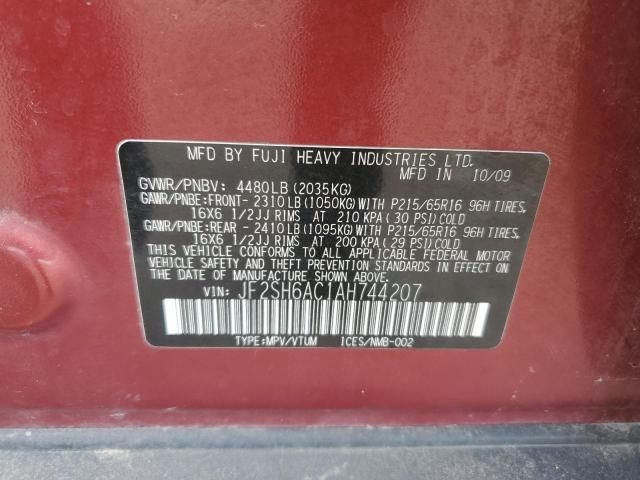 MFD BY FUJI HEAVY INDUSTRIES LTD.
MFD IN 10/09
GVWR/PNBV: 4480LB(2035KG)
GAWR/PNBE:FRONT- 2310LB(1050KG)WITH P215/65R16 96H TIRES,
16X6 1/2JJ RIMS AT 210 KPA(30 PSI)COLD
GAWR/PNBE:REAR - 2410LB(1095KG)WITH P215/65R16 96H TIRES,
16X6 1/2JJ RIMS AT 200 KPA(29 PSI)COLD
THIS VEHICLE CONFORMS TO ALL APPLICABLE FEDERAL MOTOR
VEHICLE SAFETY AND THEFT PREVENTION STANDARDS IN EFFECT
ON THE DATE OF MANUFACTURE SHOWN ABOVE.
VIN: JF2SH6AC1AH744207
TYPE:MPV/VTUM ICES/NMB-002